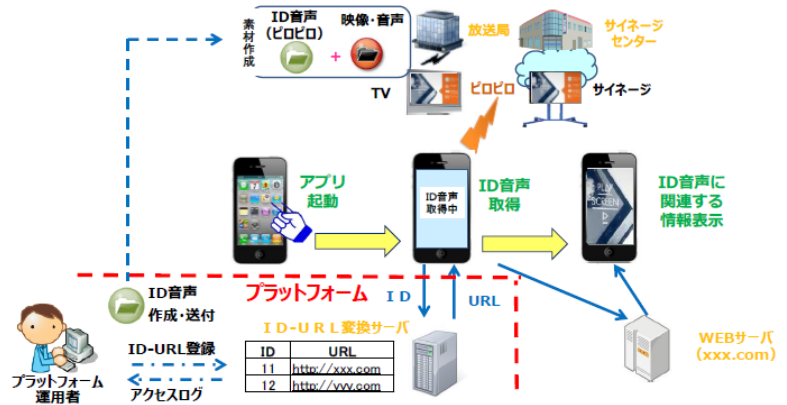 素材作成
ID音声
(ピロピロ)
+
映像・音声
放送局
サイネージ
センター
TV
ピロピロ
サイネージ
アプリ
起動
ID音声
取得中
ID音声
取得
PLAY
SCREEN
ID音声に
関連する
情報表示
プラットフォーム
ID
URL
ID音声
作成・送付
ID-URL変換サーバ
ID-URL登録
アクセスログ
ID URL
11 http://xxx.com
12 http://yyy.com
プラットフォーム
運用者
WEBサーバ
(xxx.com)